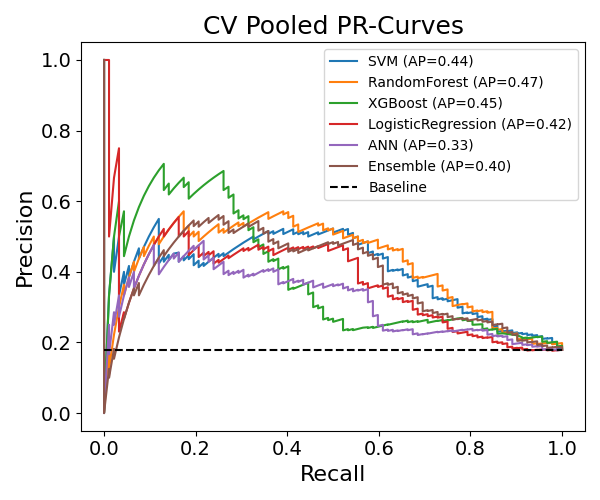 CV Pooled PR-Curves
SVM (AP=0.44)
RandomForest (AP=0.47)
XGBoost (AP=0.45)
LogisticRegression (AP=0.42)
ANN (AP=0.33)
Ensemble (AP=0.40)
Baseline
Precision
1.0
0.8
0.6
0.4
0.2
0.0
0.0 0.2 0.4 0.6 0.8 1.0
Recall